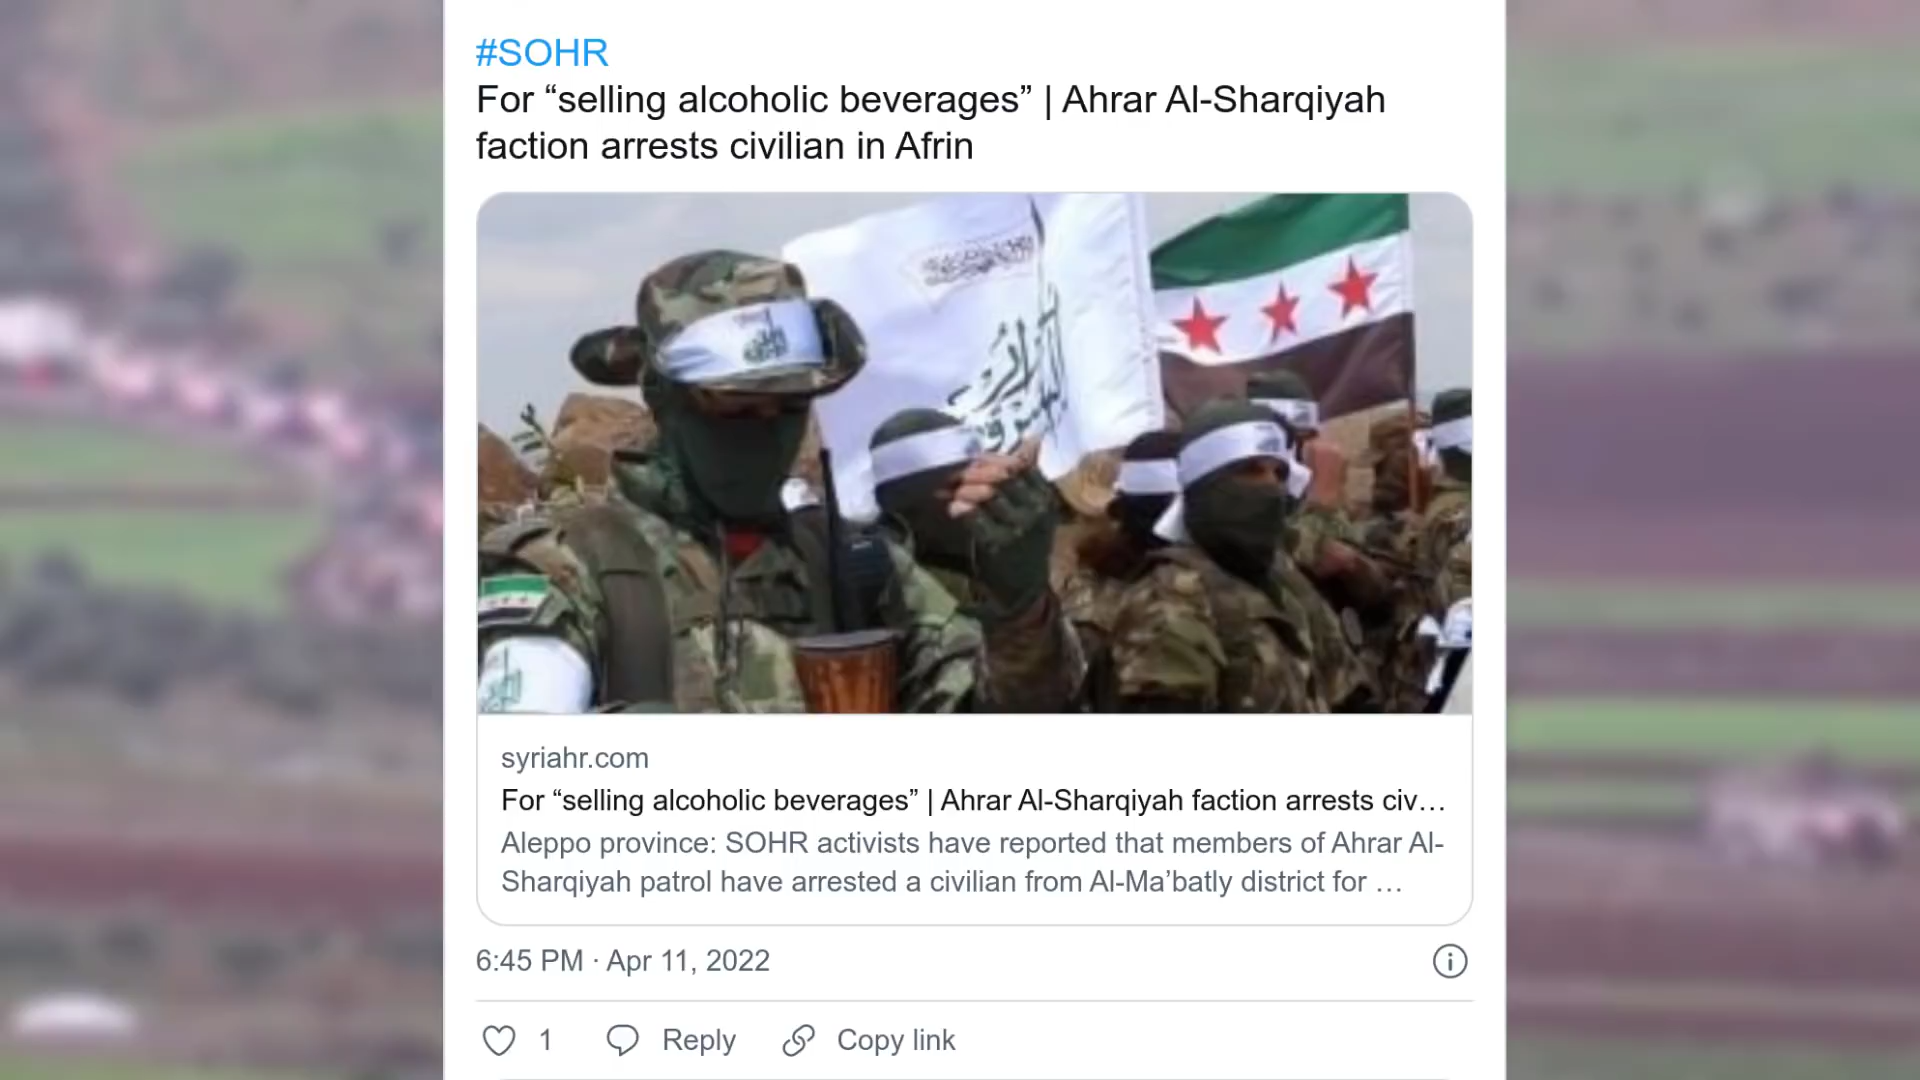 #SOHR
For “selling alcoholic beverages” | Ahrar Al-Sharqiyah
faction arrests civilian in Afrin
syriahr.com
For “selling alcoholic beverages” | Ahrar Al-Sharqiyah faction arrests civ…
Aleppo province: SOHR activists have reported that members of Ahrar Al-
Sharqiyah patrol have arrested a civilian from Al-Ma’batly district for …
6:45 PM · Apr 11, 2022
1
Reply
Copy link